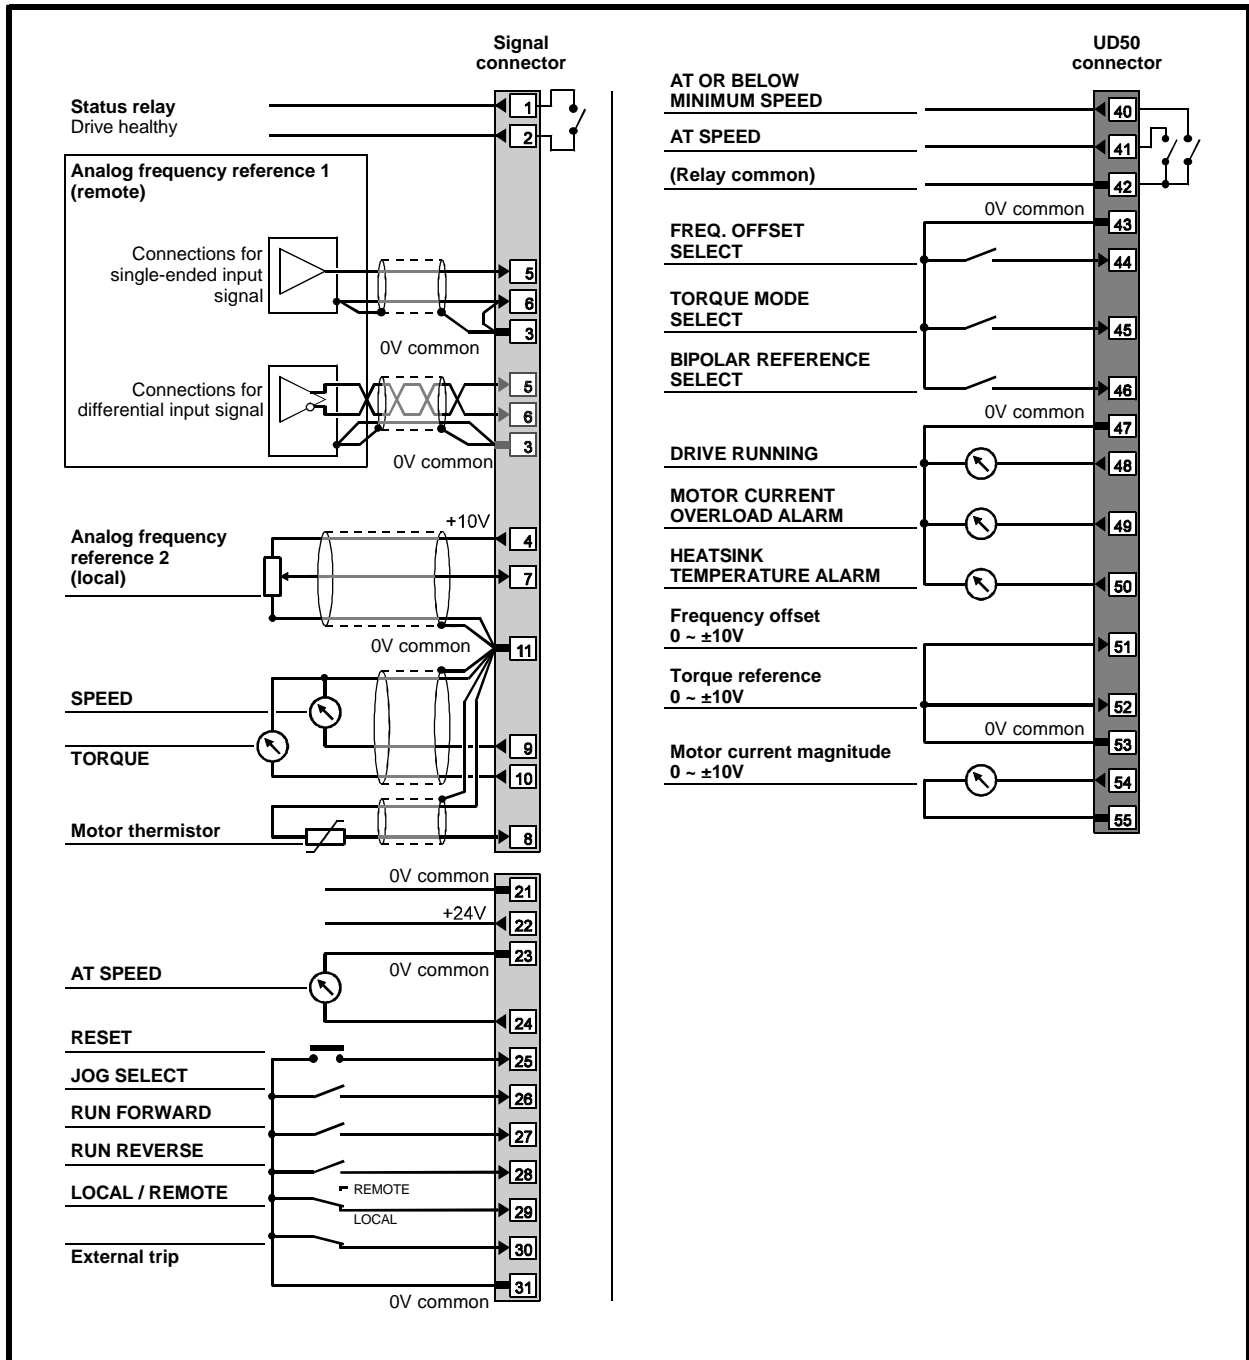 Signal
connector
Status relay
Drive healthy
1
2
Analog frequency reference 1
(remote)
Connections for
single-ended input
signal
5
6
3
0V common
Connections for
differential input signal
5
6
3
0V common
+10V
Analog frequency
reference 2
(local)
4
7
0V common
11
SPEED
TORQUE
9
10
Motor thermistor
8
0V common
21
+24V
22
23
0V common
AT SPEED
24
RESET
25
JOG SELECT
26
RUN FORWARD
27
RUN REVERSE
28
LOCAL / REMOTE
REMOTE
29
LOCAL
External trip
30
31
0V common
UD50
connector
AT OR BELOW
MINIMUM SPEED
40
AT SPEED
41
(Relay common)
42
0V common
43
FREQ. OFFSET
SELECT
44
TORQUE MODE
SELECT
45
BIPOLAR REFERENCE
SELECT
46
0V common
47
DRIVE RUNNING
48
MOTOR CURRENT
OVERLOAD ALARM
49
HEATSINK
TEMPERATURE ALARM
50
Frequency offset
0 ~ ±10V
51
Torque reference
0 ~ ±10V
52
0V common
53
Motor current magnitude
0 ~ ±10V
54
55